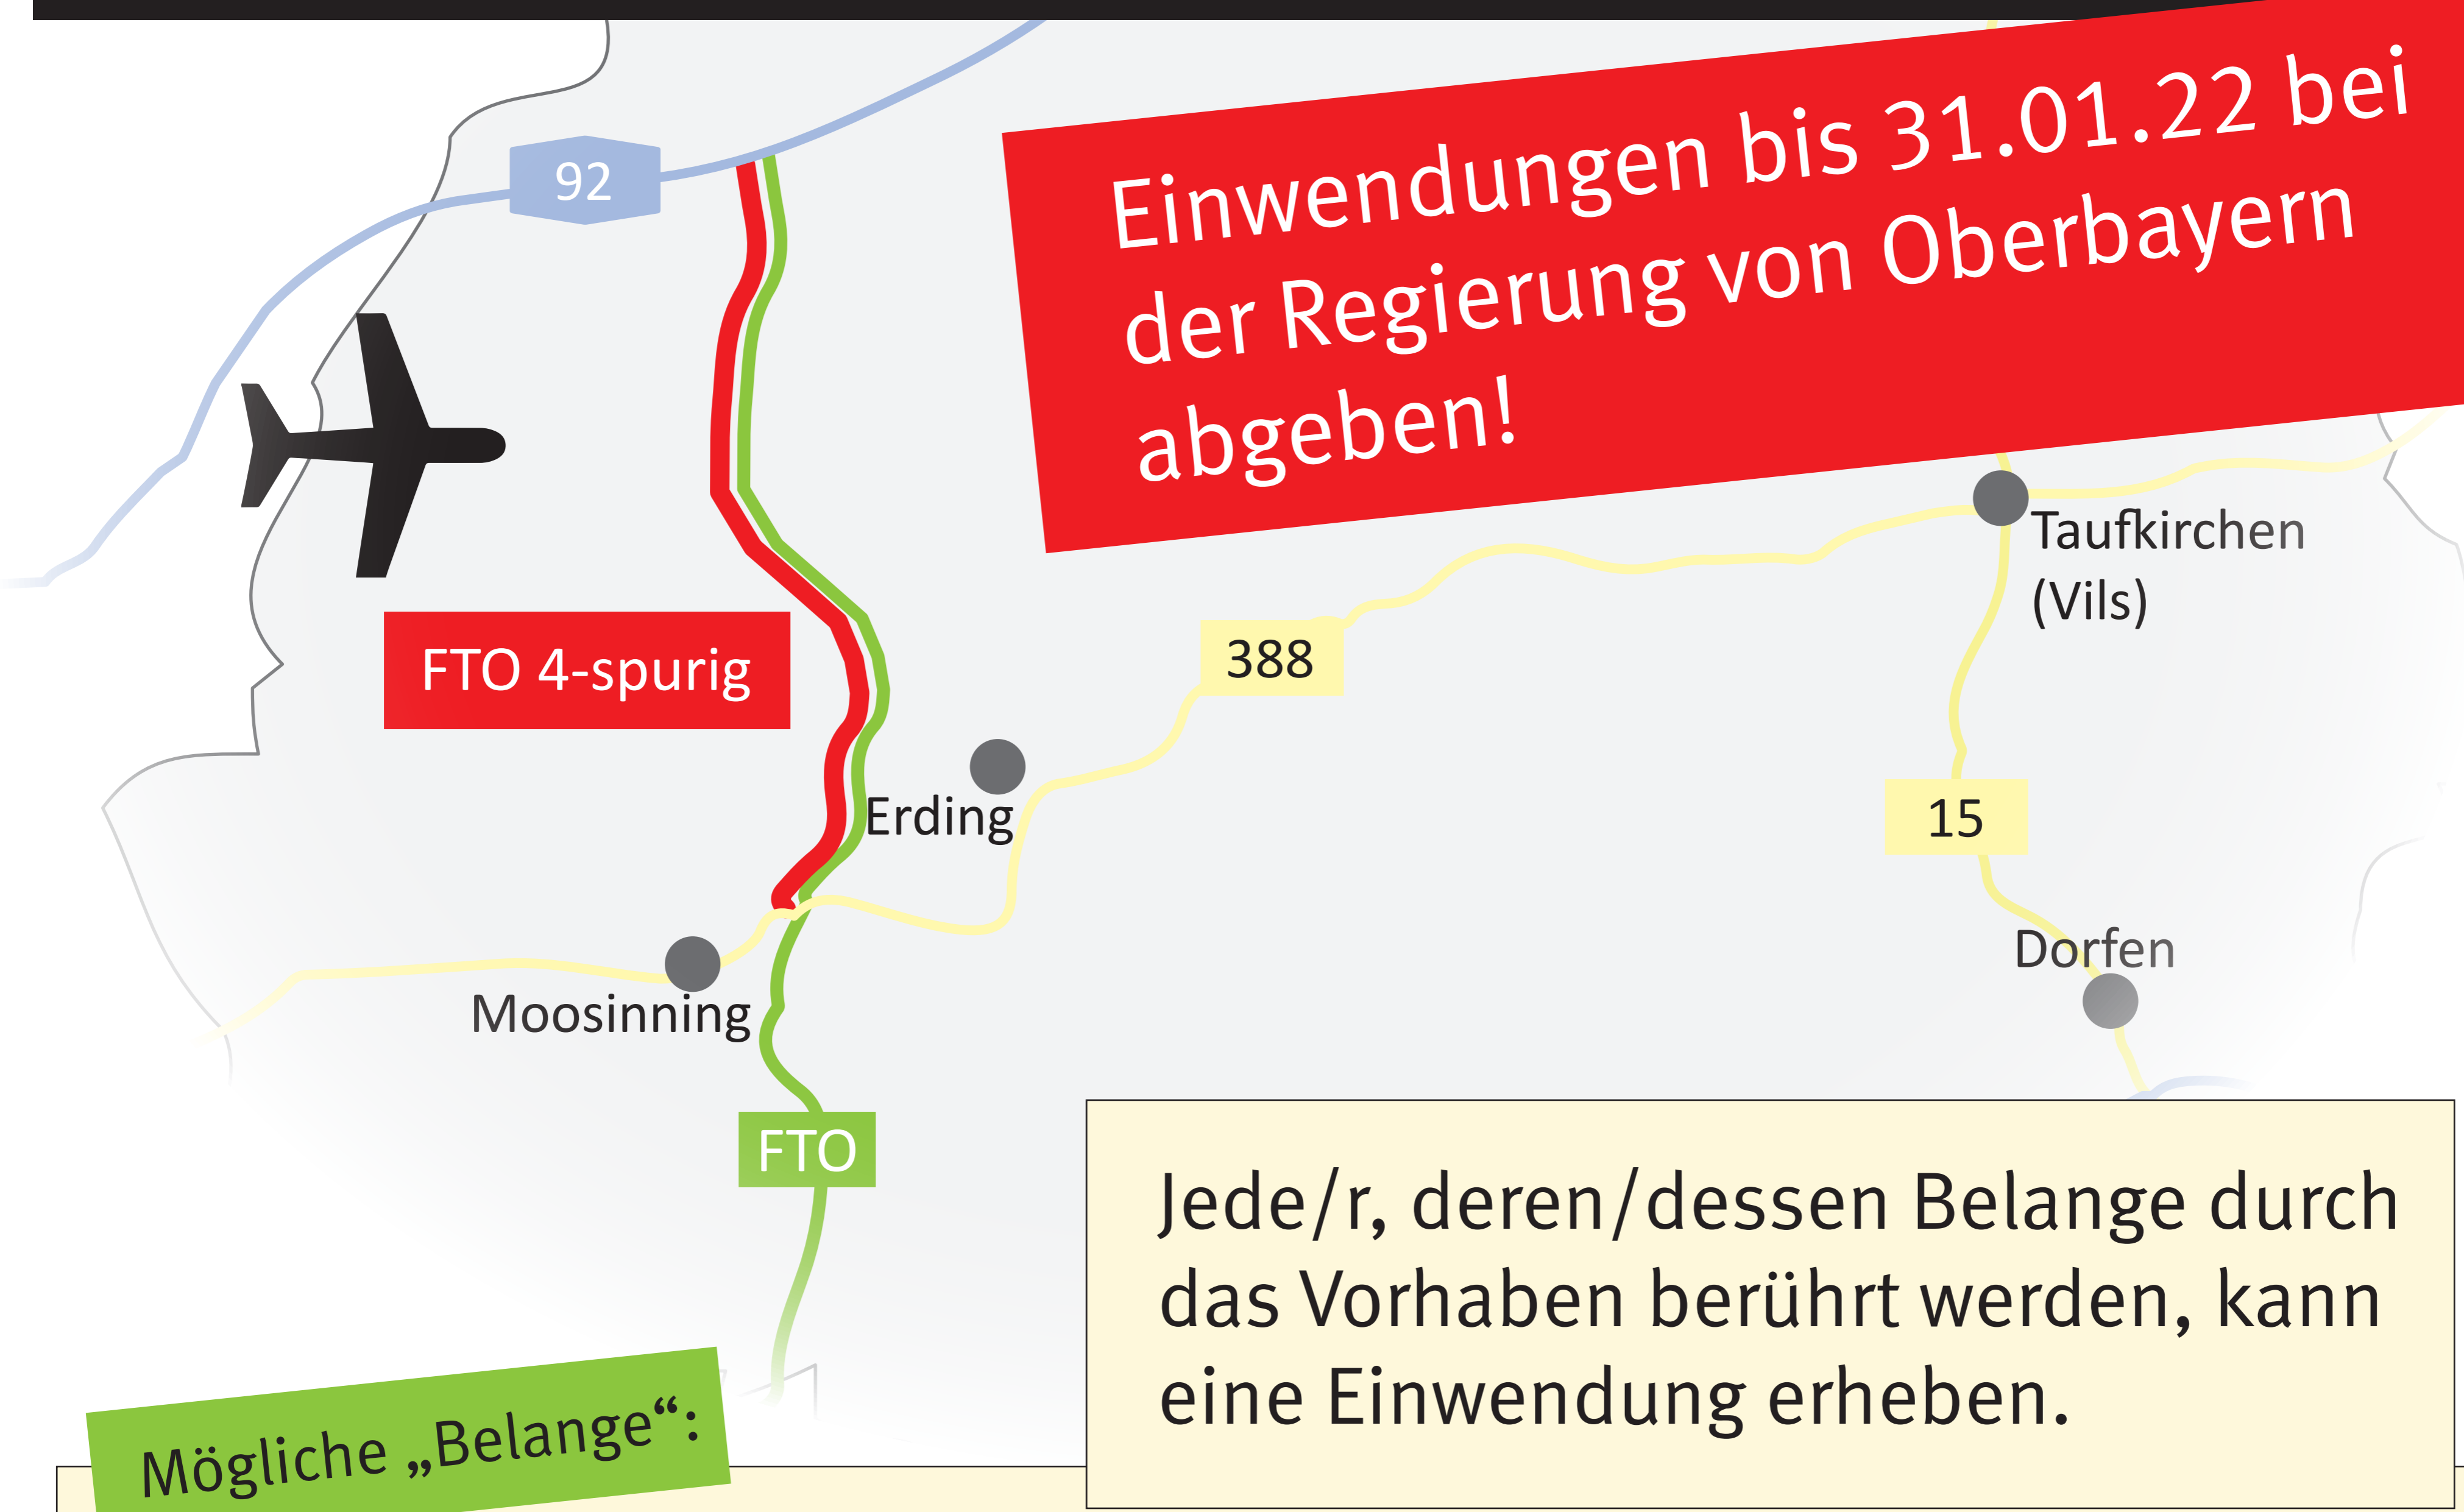 Einwendungen bis 31.01.22 bei
der Regierung von Oberbayern
abgeben!
92
Taufkirchen
(Vils)
FTO 4-spurig
388
Erding
15
Dorfen
Moosinning
FTO
Jede/r, deren/dessen Belange durch
das Vorhaben berührt werden, kann
eine Einwendung erheben.
Mögliche „Belange“: